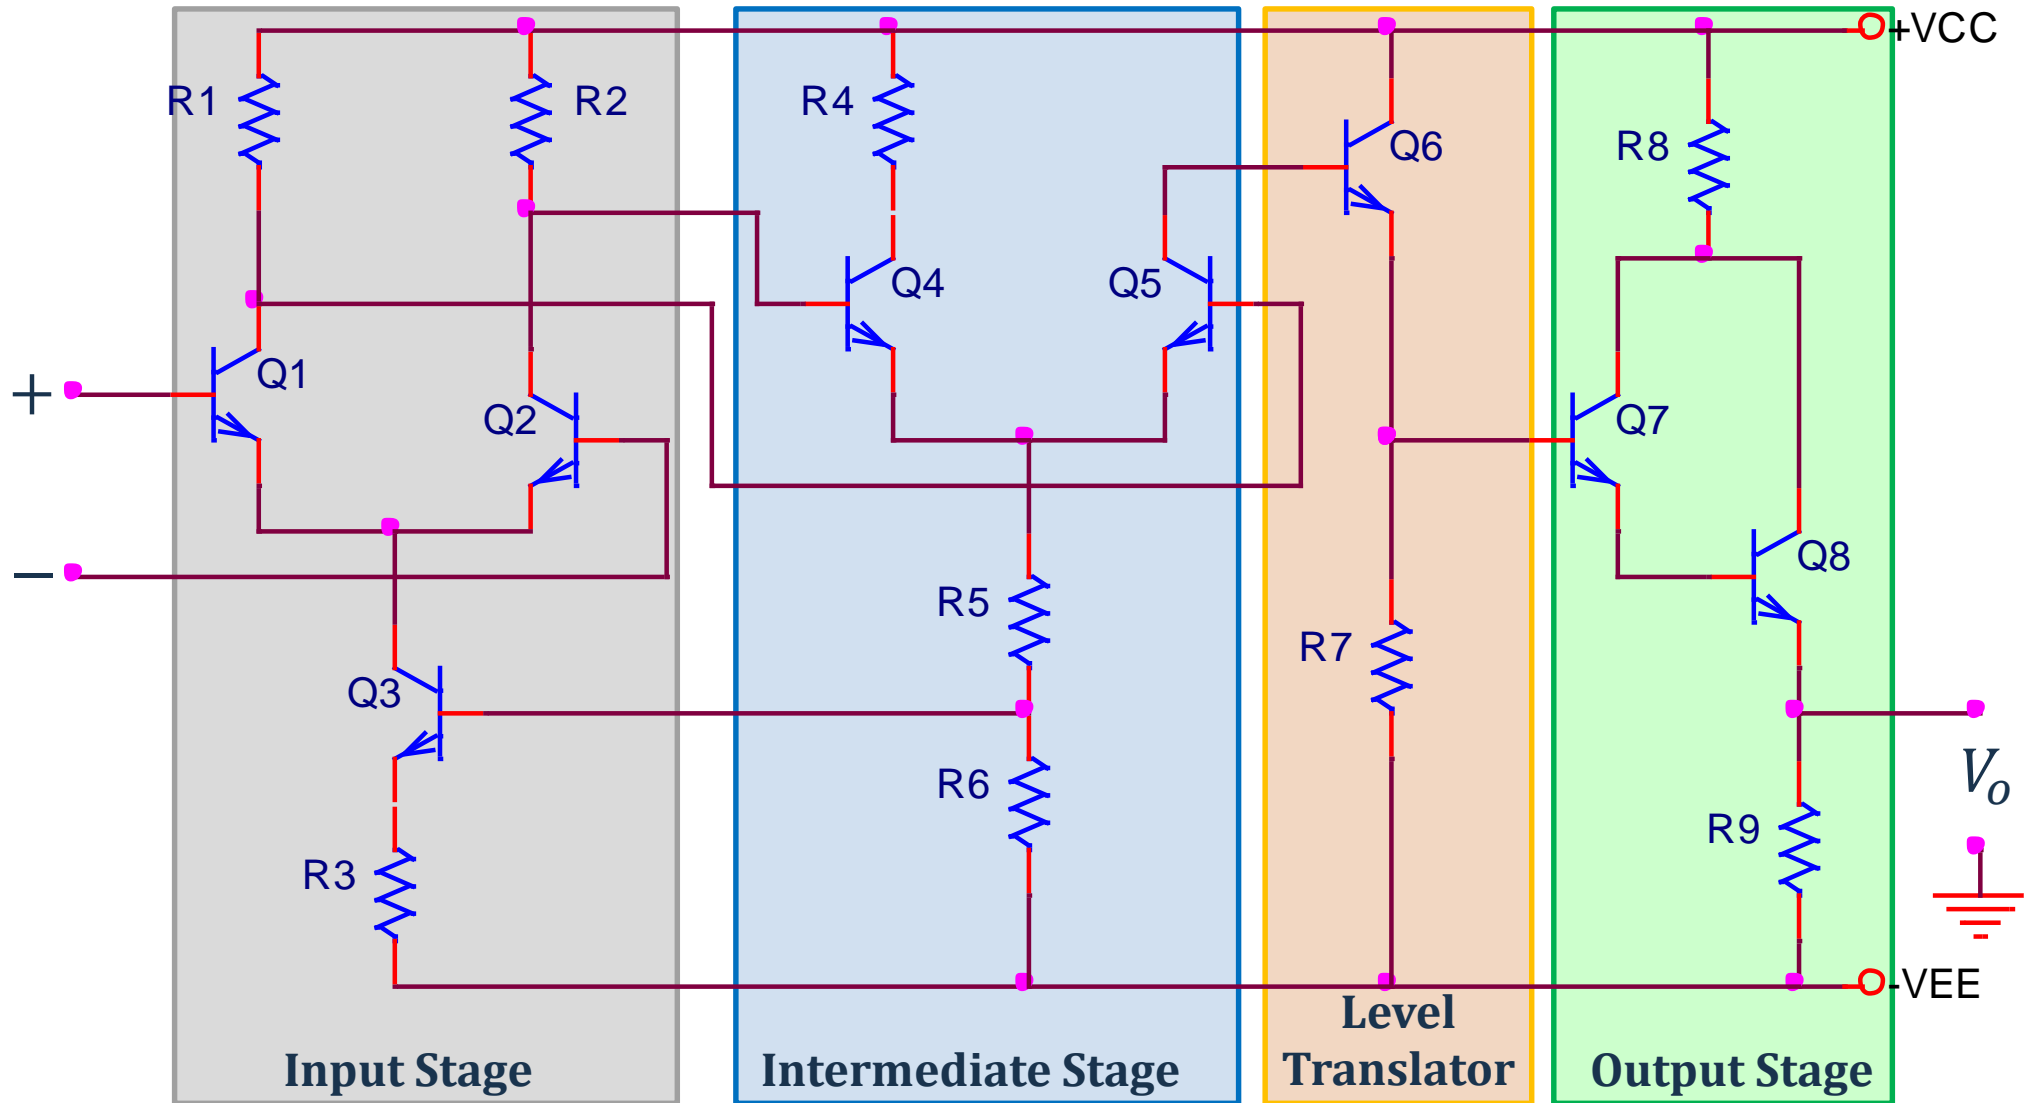 +VCC
R1
R2
R4
R8
Q6
Q4
Q5
Q1
+
Q2
Q7
Q8
−
R5
R7
Q3
R6
V_o
R9
R3
-VEE
Level
Translator
Input Stage
Intermediate Stage
Output Stage